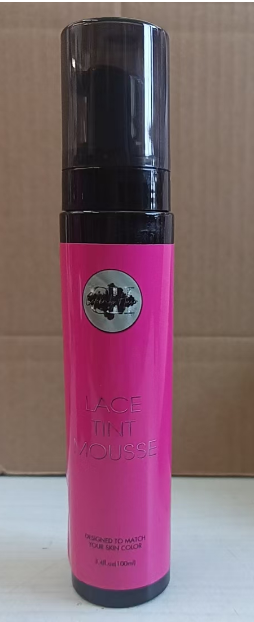 LACE
TINT
MOUSSE
DESIGNED TO MATCH
YOUR SKIN COLOR